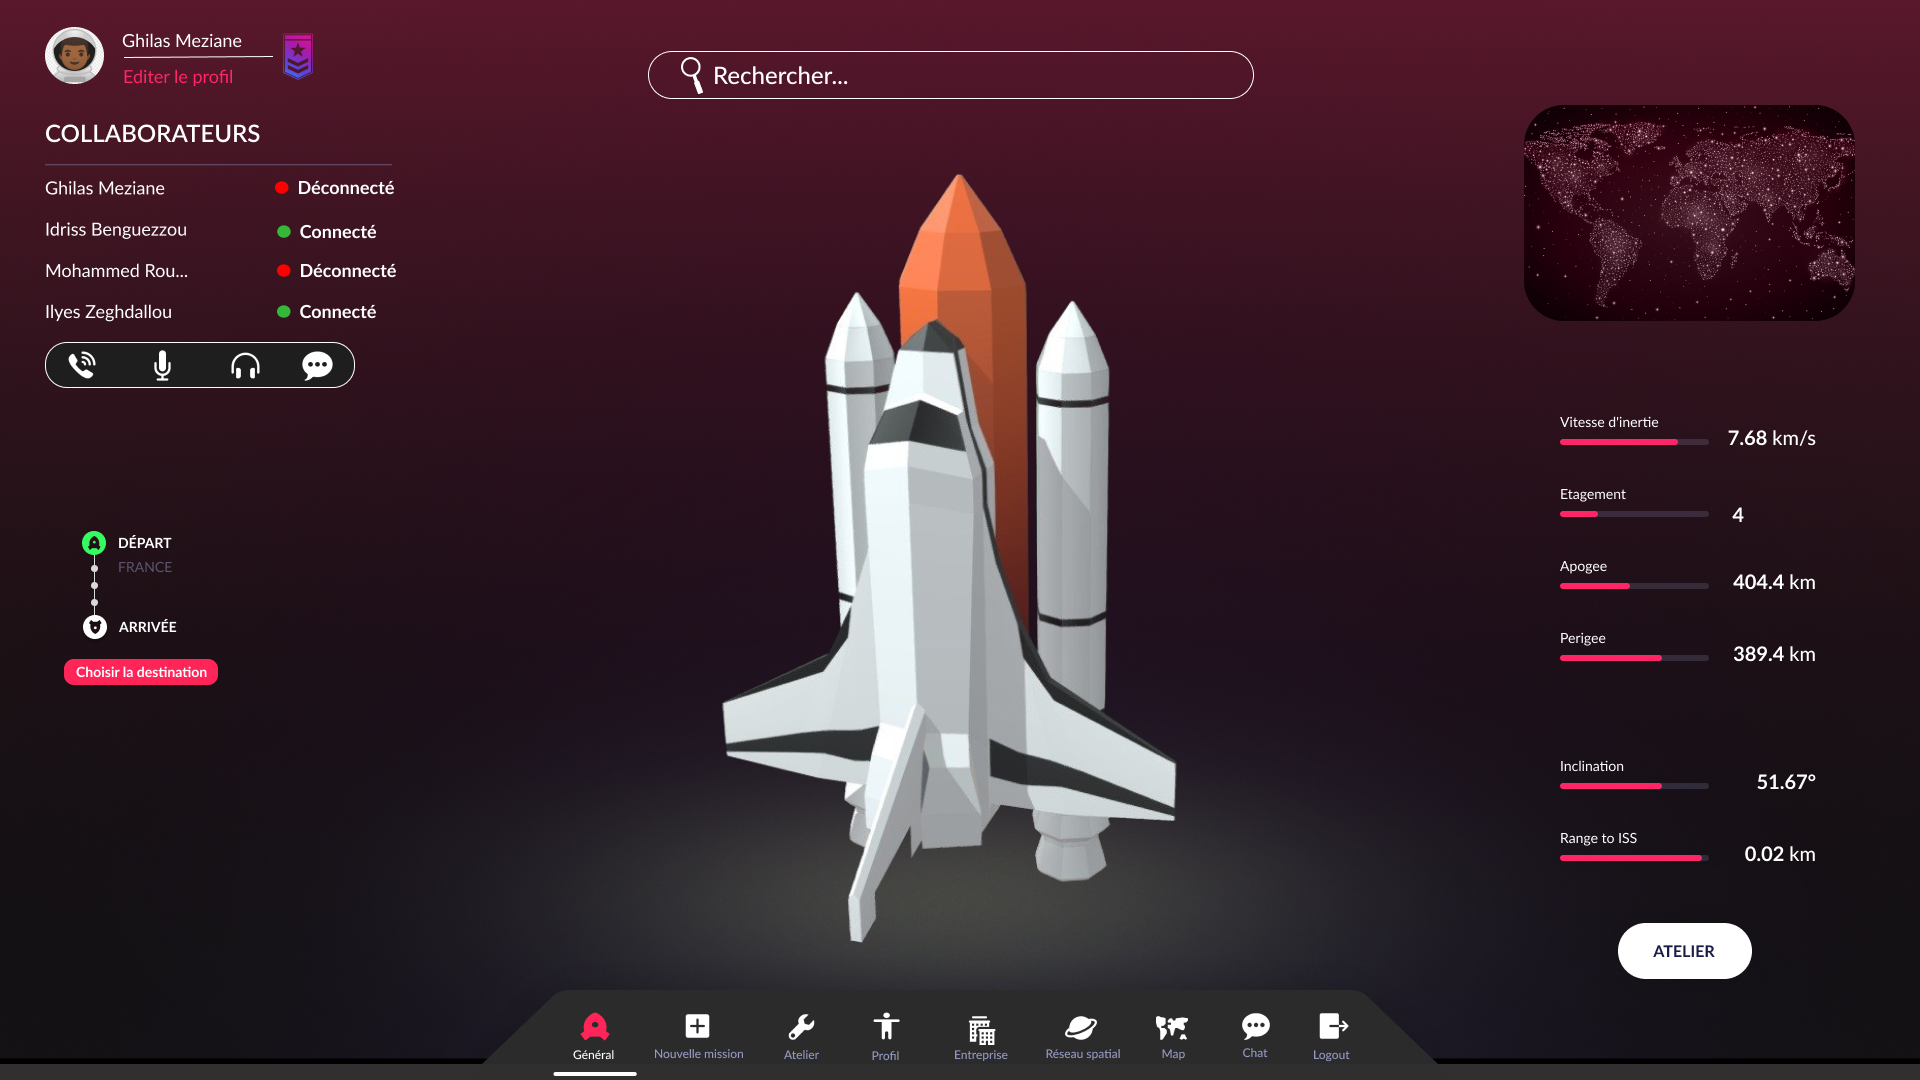 Ghilas Meziane
Editer le profil
Rechercher...
COLLABORATEURS
Ghilas Meziane Déconnecté
Idriss Benguezzou Connecté
Mohammed Rou... Déconnecté
Ilyes Zeghdallou Connecté
DÉPART
FRANCE
ARRIVÉE
Choisir la destination
Vitesse d'inertie
7.68 km/s
Etagement
4
Apogee
404.4 km
Perigee
389.4 km
Inclination
51.67°
Range to ISS
0.02 km
ATELIER
Général Nouvelle mission Atelier Profil Entreprise Réseau spatial Map Chat Logout